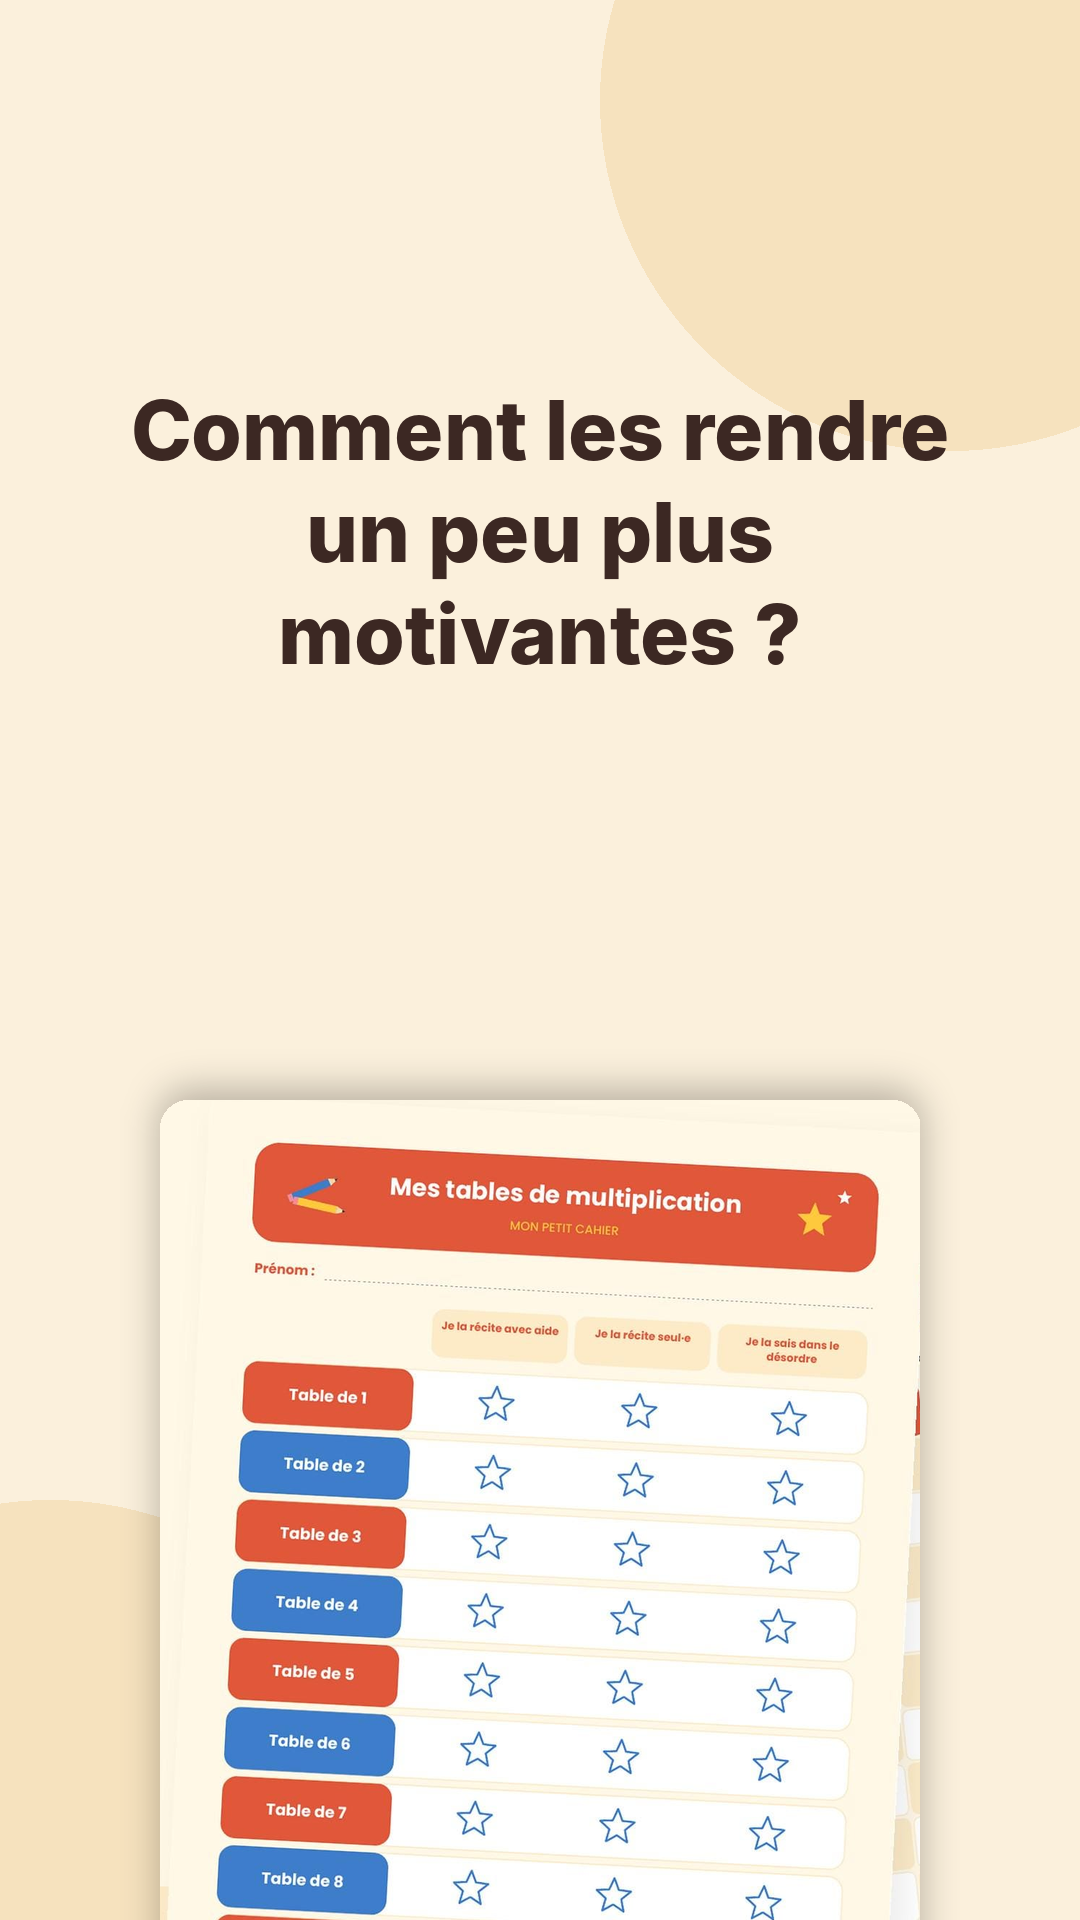 Comment les rendre
un peu plus
motivantes ?
Mes tables de multiplication
MON PETIT CAHIER
Prénom :
Je la récite avec aide
Je la récite seul·e
Je la sais dans le
désordre
Table de 1
Table de 2
Table de 3
Table de 4
Table de 5
Table de 6
Table de 7
Table de 8